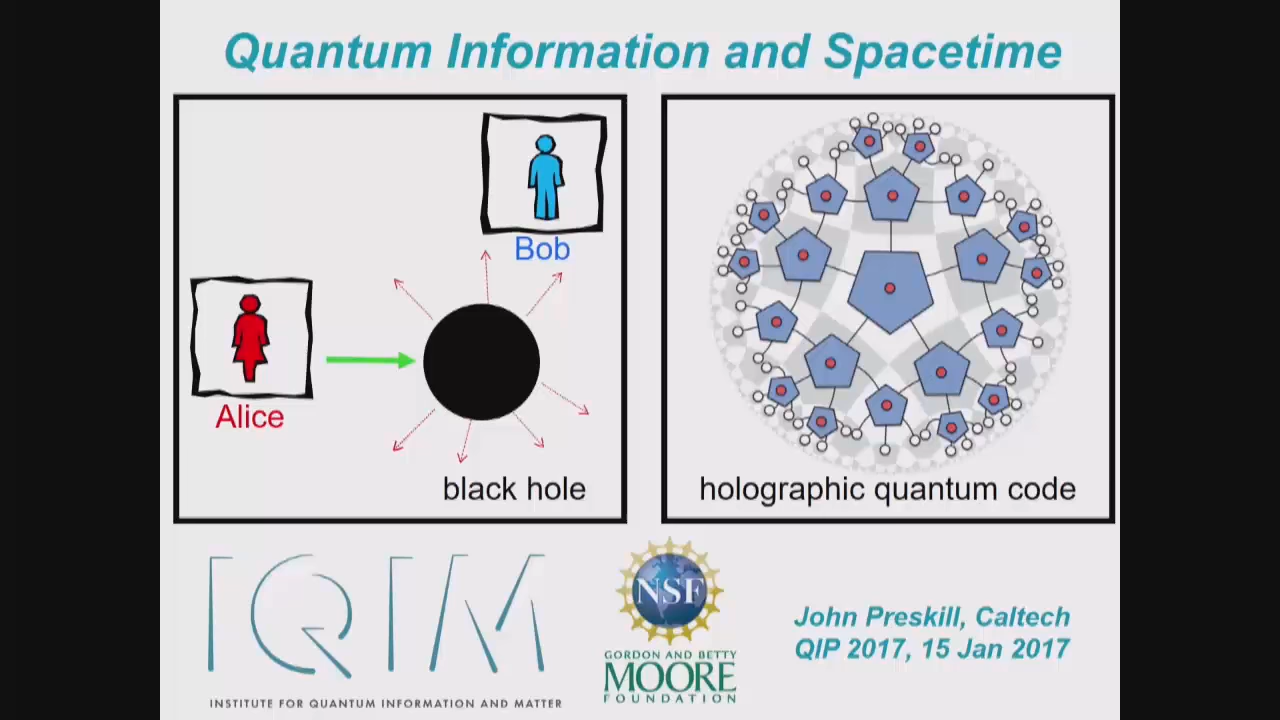 Quantum Information and Spacetime
Bob
Alice
black hole
holographic quantum code
IQIM
INSTITUTE FOR QUANTUM INFORMATION AND MATTER
NSF
GORDON AND BETTY
MOORE
FOUNDATION
John Preskill, Caltech
QIP 2017, 15 Jan 2017